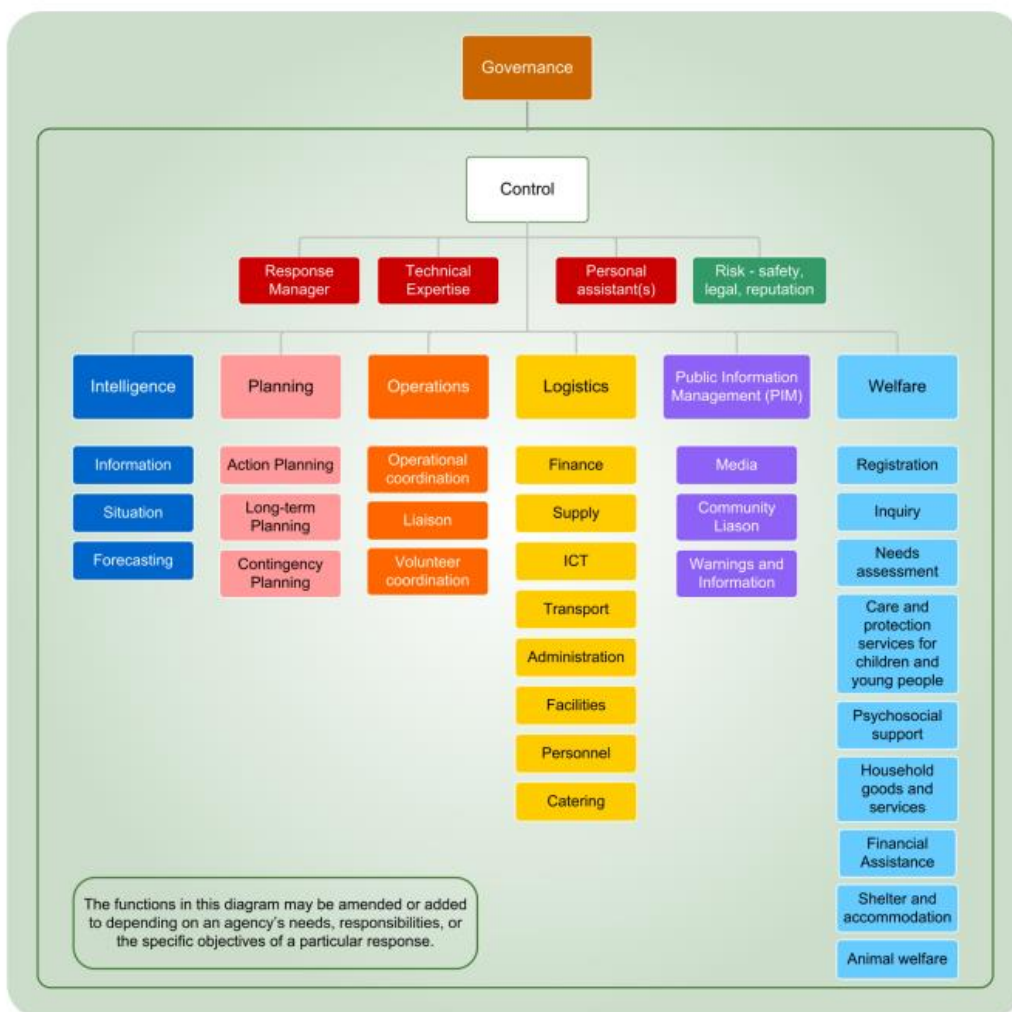 Governance
Control
Response
Manager
Technical
Expertise
Personal
assistant(s)
Risk - safety,
legal, reputation
Intelligence
Planning
Operations
Logistics
Public Information
Management (PIM)
Welfare
Information
Situation
Forecasting
Action Planning
Long-term
Planning
Contingency
Planning
Operational
coordination
Liaison
Volunteer
coordination
Finance
Supply
ICT
Transport
Administration
Facilities
Personnel
Catering
Media
Community
Liason
Warnings and
Information
Registration
Inquiry
Needs
assessment
Care and
protection
services for
children and
young people
Psychosocial
support
Household
goods and
services
Financial
Assistance
Shelter and
accommodation
Animal welfare
The functions in this diagram may be amended or added
to depending on an agency's needs, responsibilities, or
the specific objectives of a particular response.